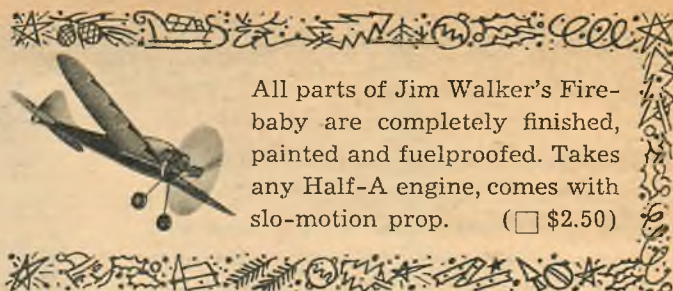 All parts of Jim Walker's Fire-
baby are completely finished,
painted and fuelproofed. Takes
any Half-A engine, comes with
slo-motion prop. (□ $2.50)